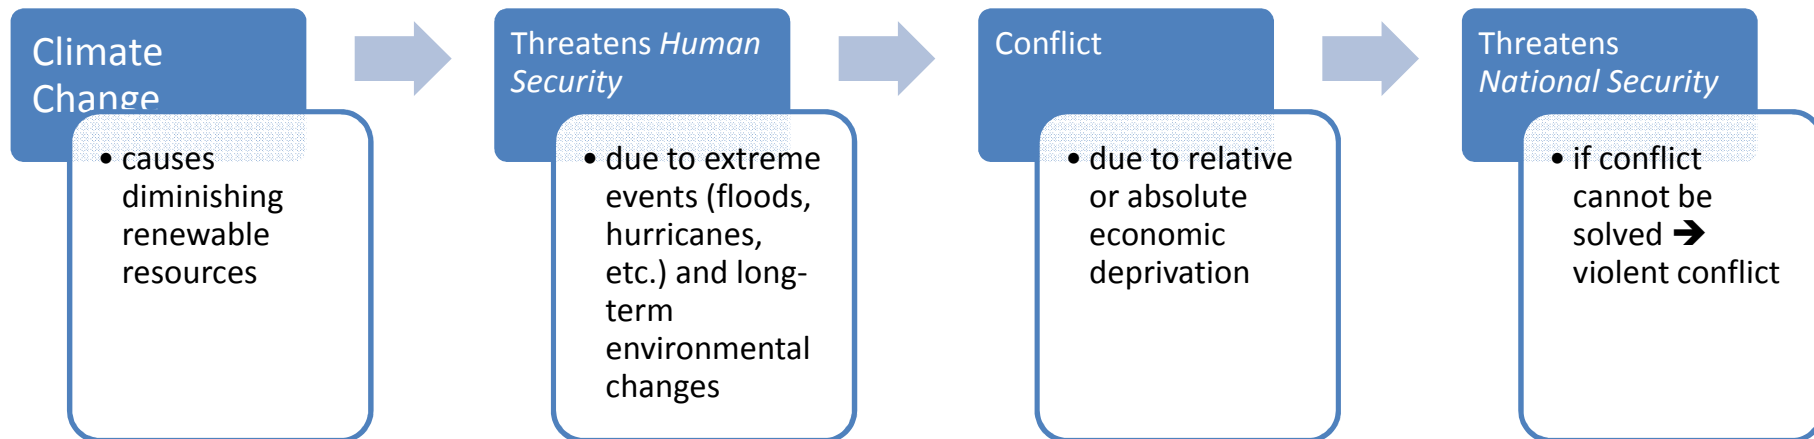 Climate
Change
• causes
diminishing
renewable
resources
Threatens Human
Security
• due to extreme
events (floods,
hurricanes,
etc.) and long-
term
environmental
changes
Conflict
• due to relative
or absolute
economic
deprivation
Threatens
National Security
• if conflict
cannot be
solved ➔
violent conflict